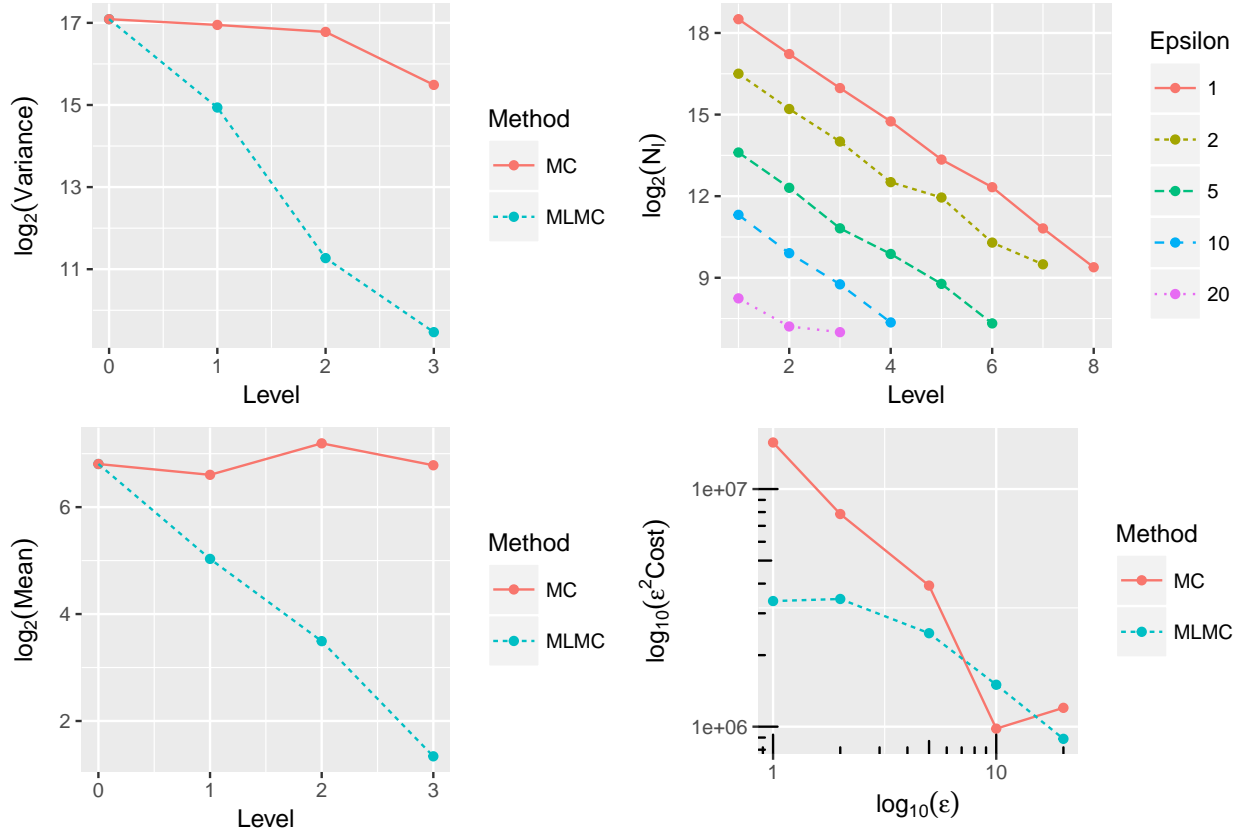 17
15
13
11
log₂(Variance)
0 1 2 3
Level
Method
MC
MLMC
18
15
12
9
log₂(Nₗ)
2 4 6 8
Level
Epsilon
1
2
5
10
20
6
4
2
log₂(Mean)
0 1 2 3
Level
Method
MC
MLMC
1e+07
1e+06
log₁₀(ε²Cost)
1 10
log₁₀(ε)
Method
MC
MLMC